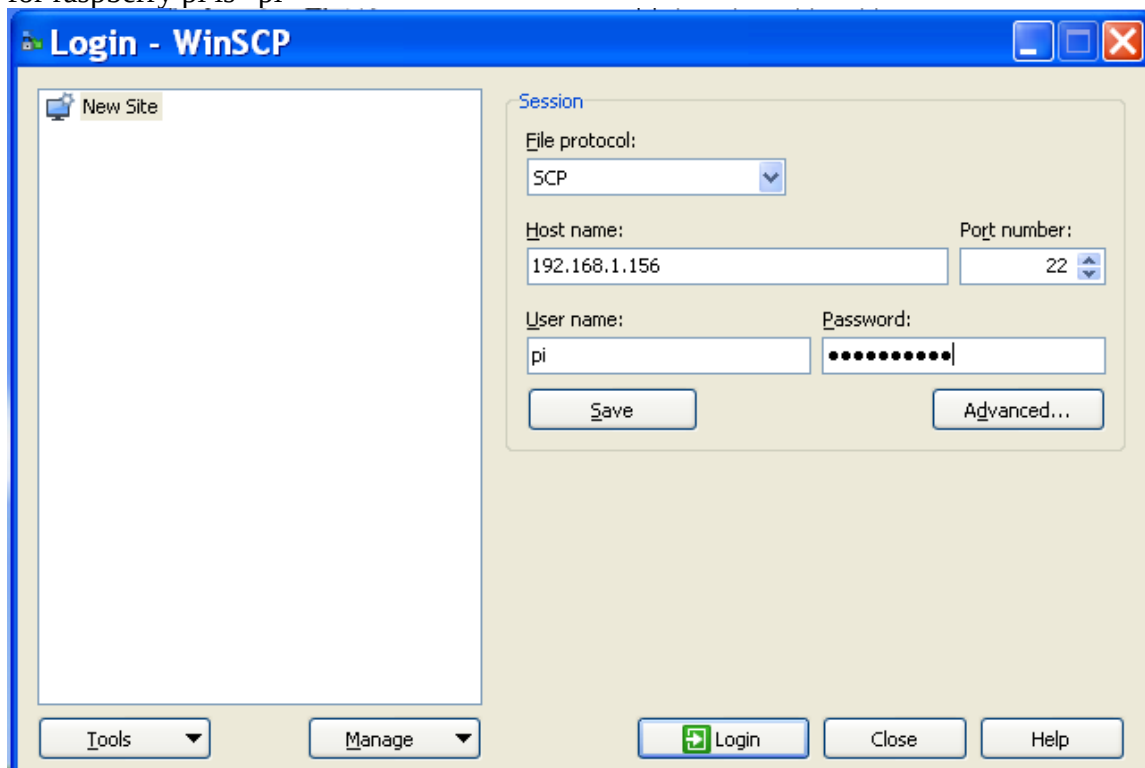 Login - WinSCP
New Site
Session
File protocol:
SCP
Host name:
Port number:
192.168.1.156
22
User name:
Password:
pi
●●●●●●●●●●
Save
Advanced...
Tools
Manage
Login
Close
Help